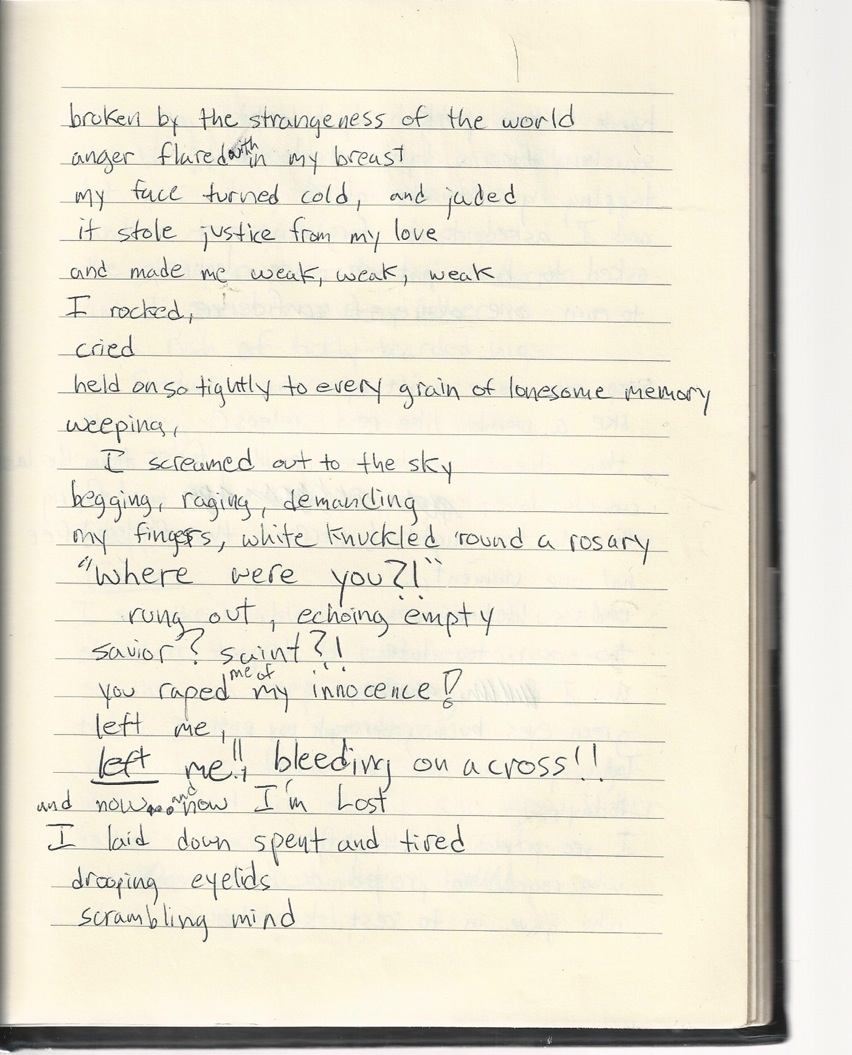 broken by the strangeness of the world
anger flared within my breast
my face turned cold, and jaded
it stole justice from my love
and made me weak, weak, weak
I rocked,
cried
held on so tightly to every grain of lonesome memory
weeping,
I screamed out to the sky
begging, raging, demanding
my fingers, white knuckled 'round a rosary
"where were you?!"
rung out, echoing empty
savior? saint?!
you raped me of my innocence!
left me,
left me!!, bleeding on a cross!!
and now... and now I'm Lost
I laid down spent and tired
drooping eyelids
scrambling mind